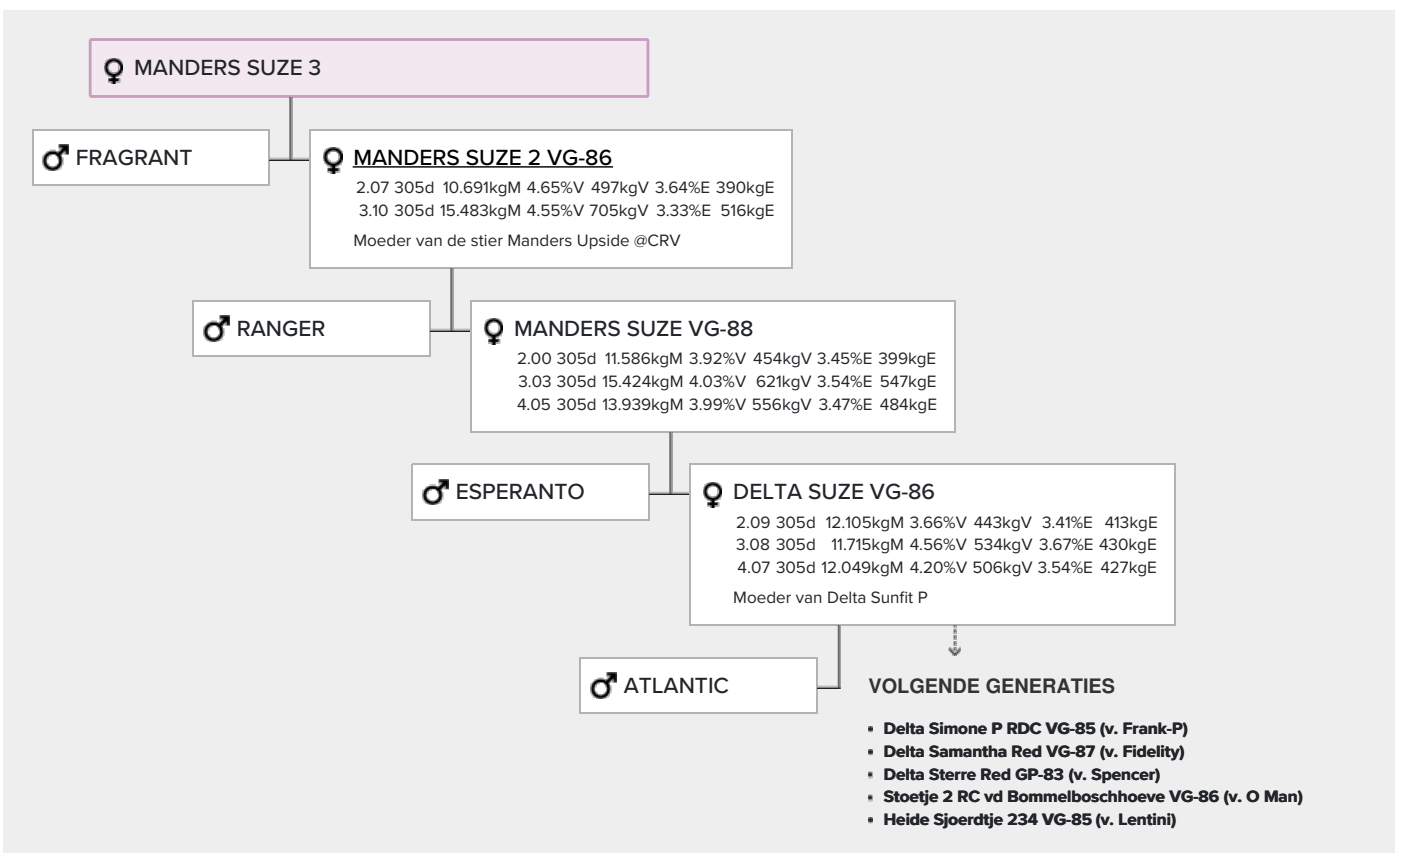 MANDERS SUZE 3
FRAGRANT
MANDERS SUZE 2 VG-86
2.07 305d 10.691kgM 4.65%V 497kgV 3.64%E 390kgE
3.10 305d 15.483kgM 4.55%V 705kgV 3.33%E 516kgE
Moeder van de stier Manders Upside @CRV
RANGER
MANDERS SUZE VG-88
2.00 305d 11.586kgM 3.92%V 454kgV 3.45%E 399kgE
3.03 305d 15.424kgM 4.03%V 621kgV 3.54%E 547kgE
4.05 305d 13.939kgM 3.99%V 556kgV 3.47%E 484kgE
ESPERANTO
DELTA SUZE VG-86
2.09 305d 12.105kgM 3.66%V 443kgV 3.41%E 413kgE
3.08 305d 11.715kgM 4.56%V 534kgV 3.67%E 430kgE
4.07 305d 12.049kgM 4.20%V 506kgV 3.54%E 427kgE
Moeder van Delta Sunfit P
ATLANTIC
VOLGENDE GENERATIES
• Delta Simone P RDC VG-85 (v. Frank-P)
• Delta Samantha Red VG-87 (v. Fidelity)
• Delta Sterre Red GP-83 (v. Spencer)
• Stoetje 2 RC vd Bommelboschhoeve VG-86 (v. O Man)
• Heide Sjoerdtje 234 VG-85 (v. Lentini)